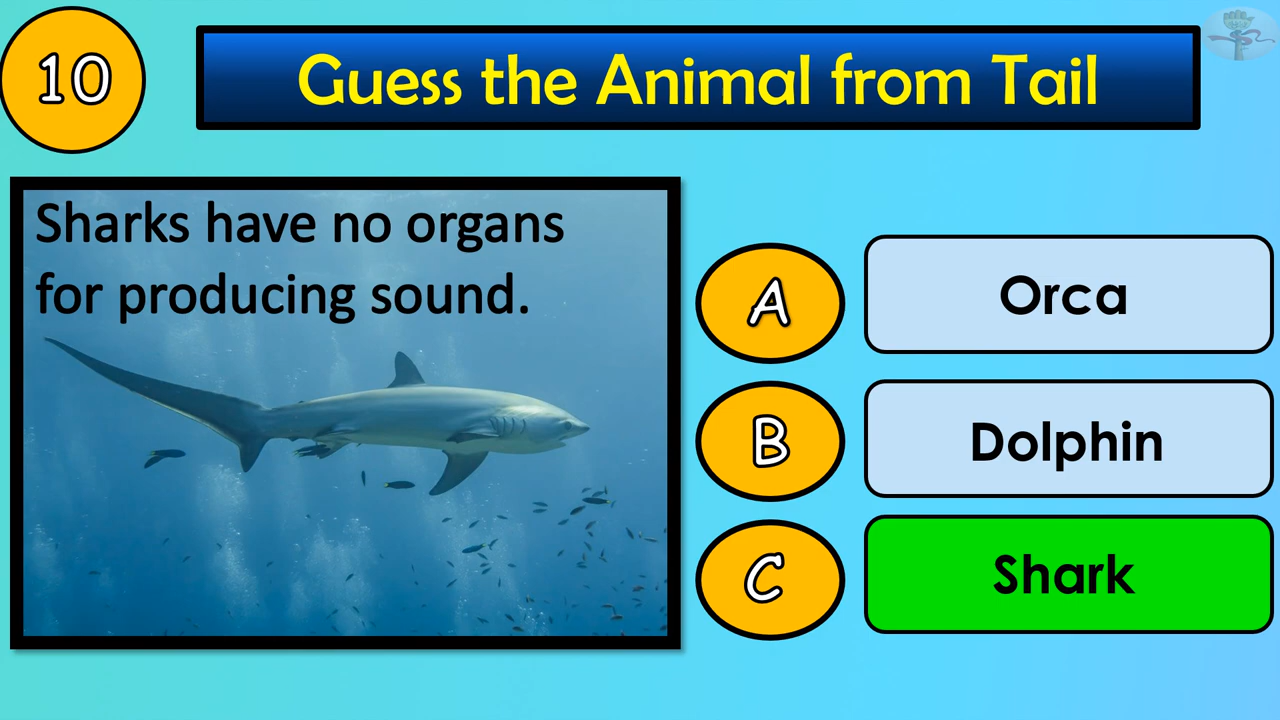 10
Guess the Animal from Tail
Sharks have no organs
for producing sound.
A
Orca
B
Dolphin
C
Shark